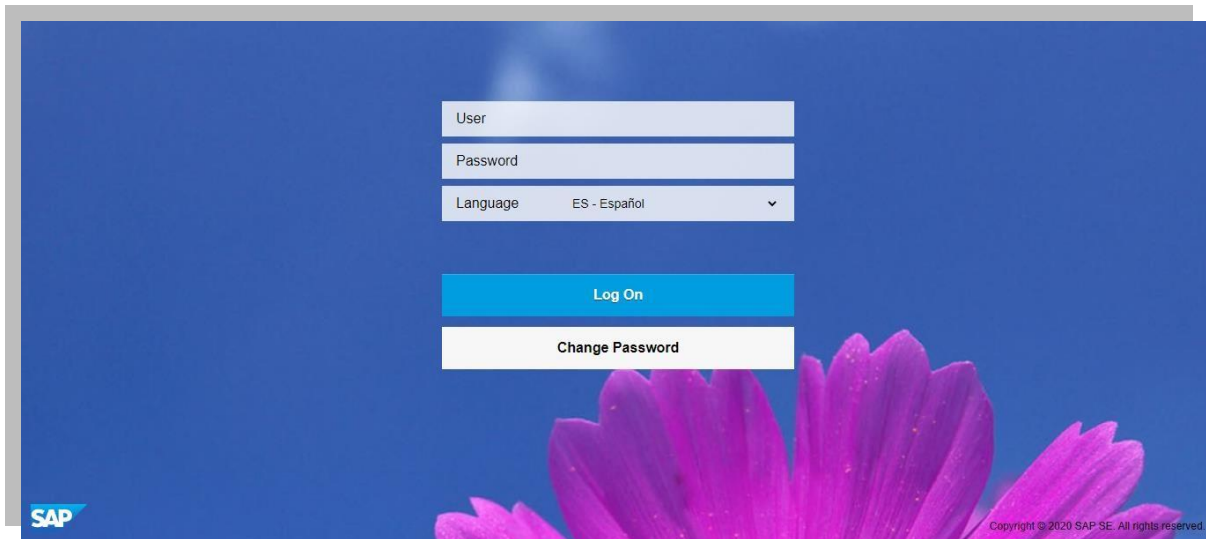 User
Password
Language ES - Español
Log On
Change Password
SAP
Copyright © 2020 SAP SE. All rights reserved.